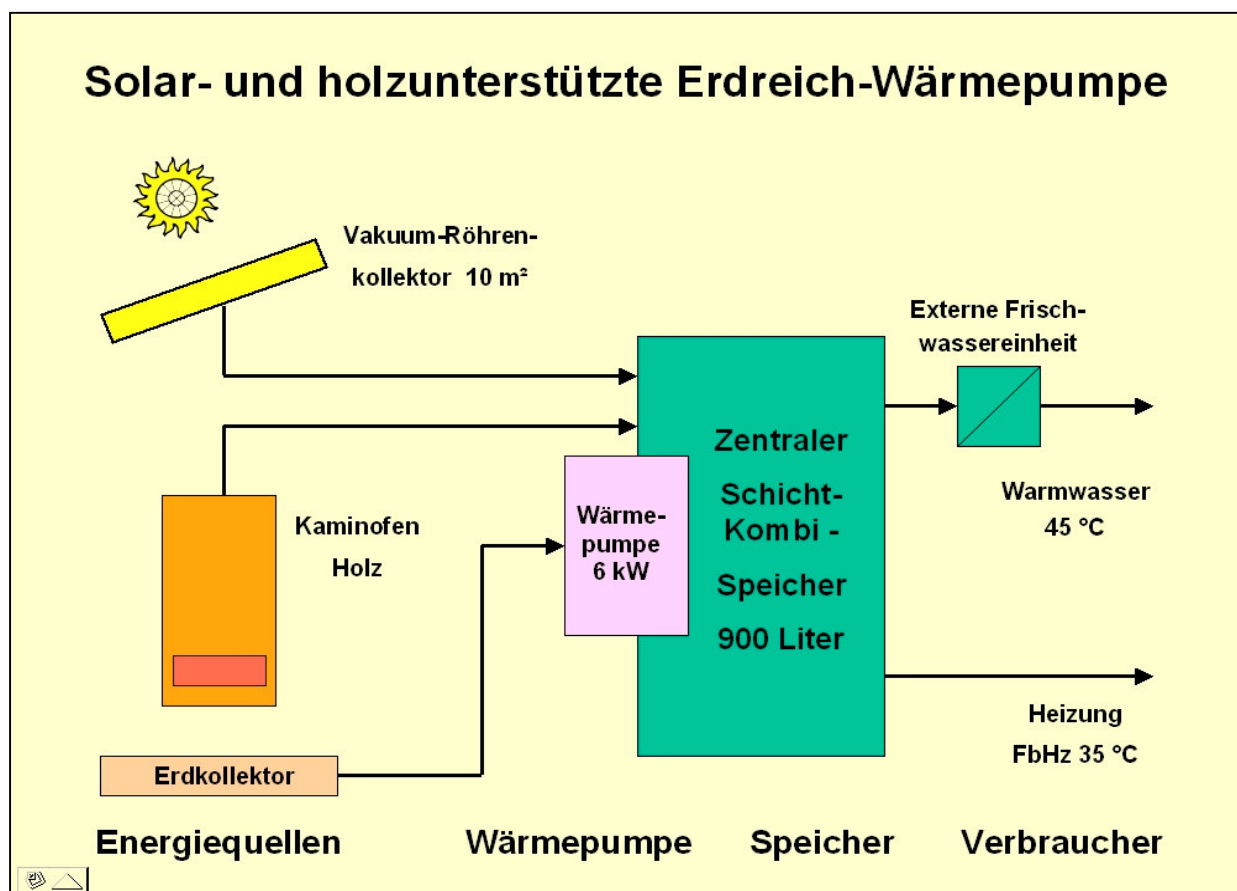 Solar- und holzunterstützte Erdreich-Wärmepumpe
Vakuum-Röhren-
kollektor 10 m²
Externe Frisch-
wassereinheit
Zentraler
Schicht-
Kombi -
Speicher
900 Liter
Wärme-
pumpe
6 kW
Kaminofen
Holz
Warmwasser
45 °C
Heizung
FbHz 35 °C
Erdkollektor
Energiequellen
Wärmepumpe
Speicher
Verbraucher